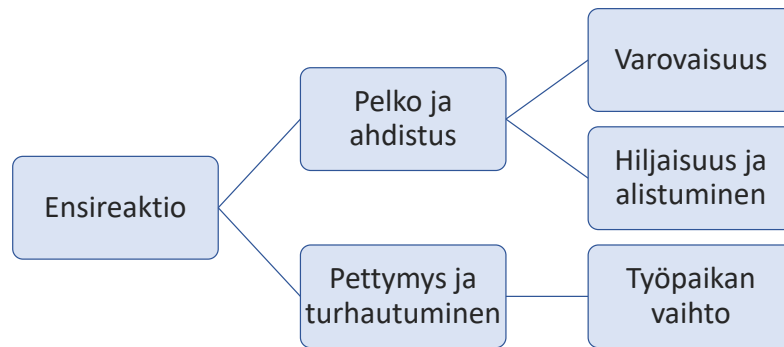 Ensireaktio
Pelko ja
ahdistus
Varovaisuus
Hiljaisuus ja
alistuminen
Pettymys ja
turhautuminen
Työpaikan
vaihto